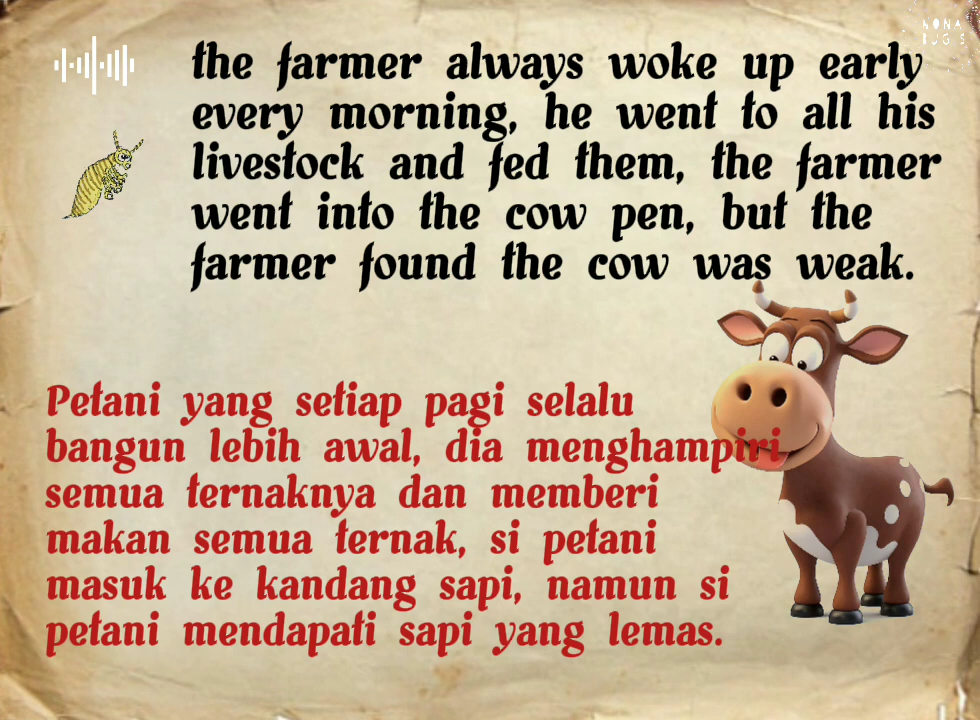 HONA
BUGS
the farmer always woke up early
every morning, he went to all his
livestock and fed them, the farmer
went into the cow pen, but the
farmer found the cow was weak.
Petani yang setiap pagi selalu
bangun lebih awal, dia menghampiri
semua ternaknya dan memberi
makan semua ternak, si petani
masuk ke kandang sapi, namun si
petani mendapati sapi yang lemas.